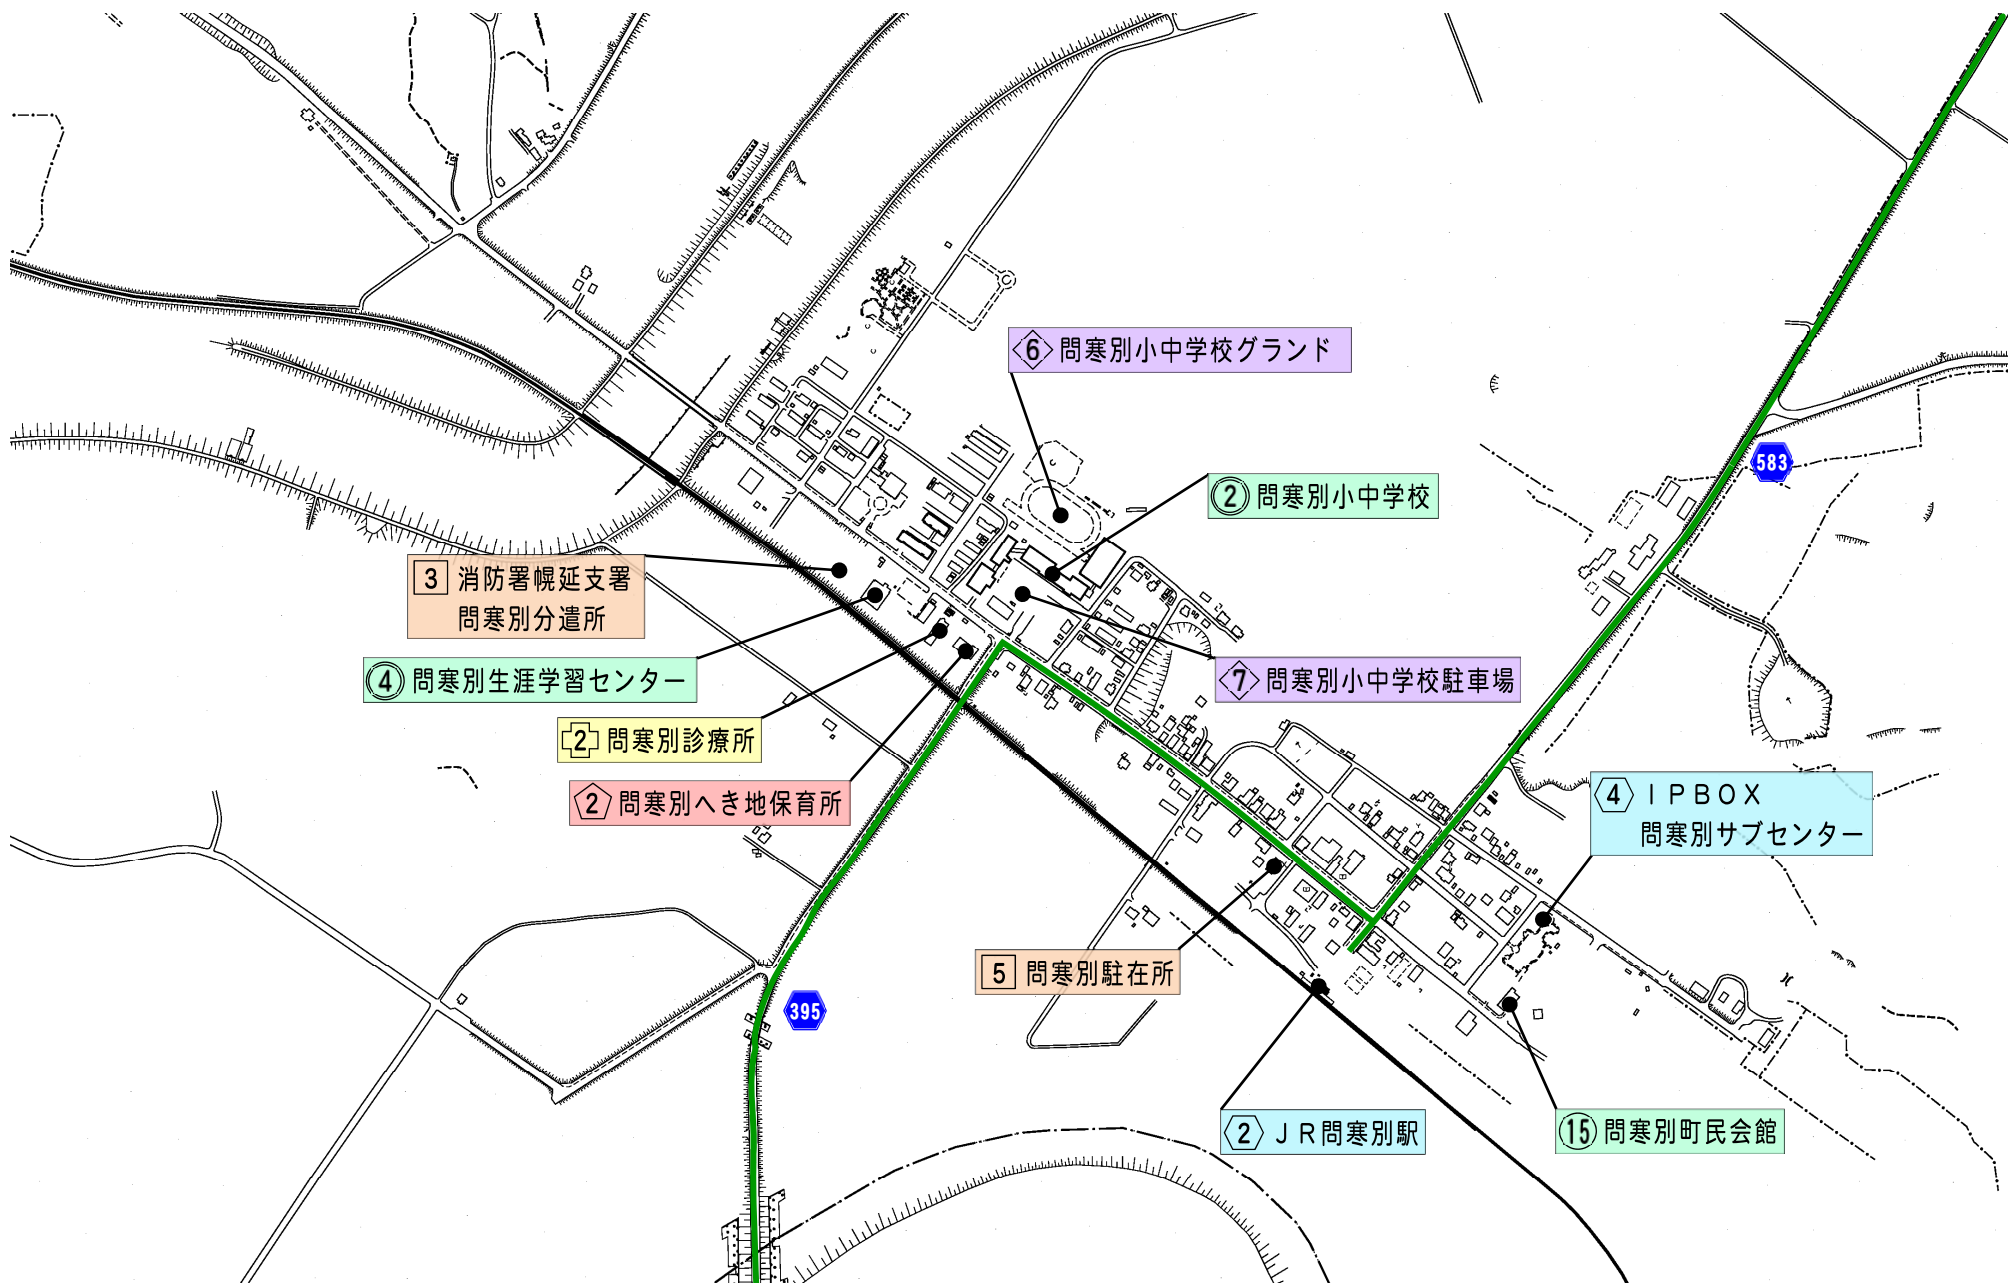 6 問寒別小中学校グランド
583
2 問寒別小中学校
3 消防署幌延支署
問寒別分遣所
4 問寒別生涯学習センター
7 問寒別小中学校駐車場
2 問寒別診療所
2 問寒別へき地保育所
4 ＩＰＢＯＸ
問寒別サブセンター
5 問寒別駐在所
395
2 ＪＲ問寒別駅
15 問寒別町民会館